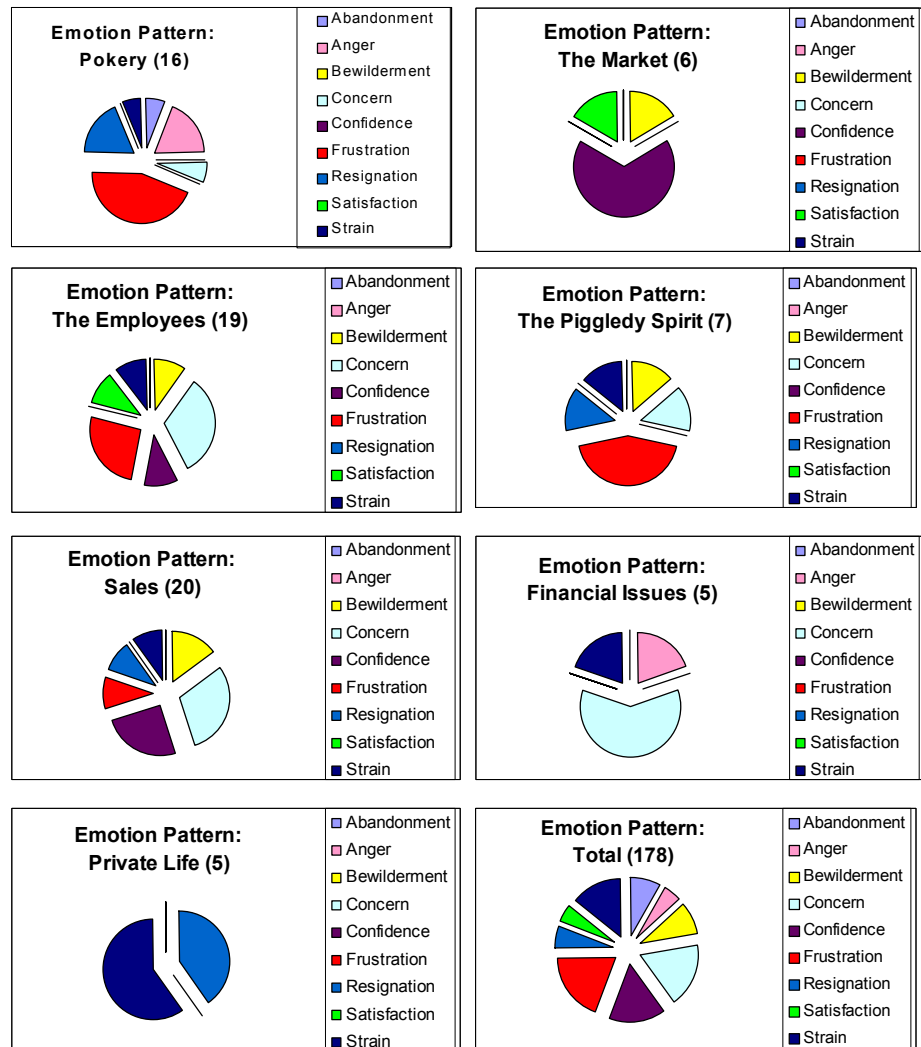 Emotion Pattern:
Pokery (16)
Abandonment
Anger
Bewilderment
Concern
Confidence
Frustration
Resignation
Satisfaction
Strain
Emotion Pattern:
The Market (6)
Abandonment
Anger
Bewilderment
Concern
Confidence
Frustration
Resignation
Satisfaction
Strain
Emotion Pattern:
The Employees (19)
Abandonment
Anger
Bewilderment
Concern
Confidence
Frustration
Resignation
Satisfaction
Strain
Emotion Pattern:
The Piggledy Spirit (7)
Abandonment
Anger
Bewilderment
Concern
Confidence
Frustration
Resignation
Satisfaction
Strain
Emotion Pattern:
Sales (20)
Abandonment
Anger
Bewilderment
Concern
Confidence
Frustration
Resignation
Satisfaction
Strain
Emotion Pattern:
Financial Issues (5)
Abandonment
Anger
Bewilderment
Concern
Confidence
Frustration
Resignation
Satisfaction
Strain
Emotion Pattern:
Private Life (5)
Abandonment
Anger
Bewilderment
Concern
Confidence
Frustration
Resignation
Satisfaction
Strain
Emotion Pattern:
Total (178)
Abandonment
Anger
Bewilderment
Concern
Confidence
Frustration
Resignation
Satisfaction
Strain